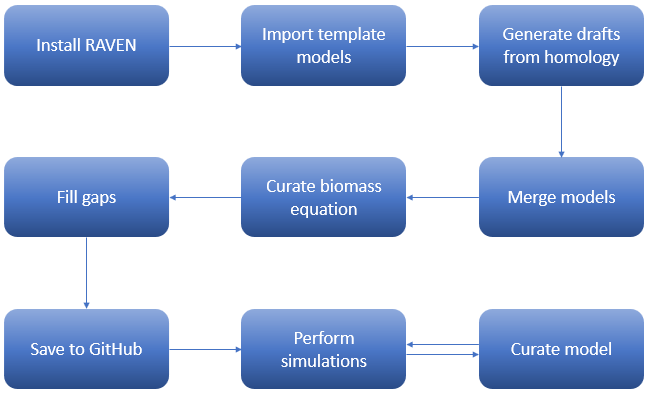 Install RAVEN
Import template
models
Generate drafts
from homology
Fill gaps
Curate biomass
equation
Merge models
Save to GitHub
Perform
simulations
Curate model